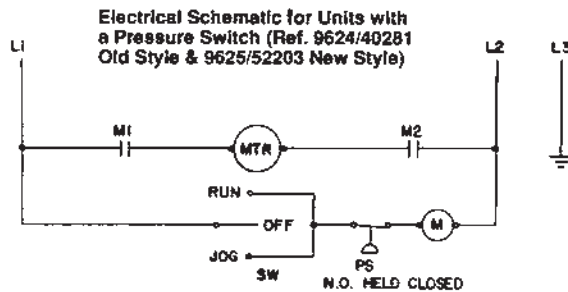 Electrical Schematic for Units with
a Pressure Switch (Ref. 9624/40281
Old Style & 9625/52203 New Style)
L1
L2
L3
M1
MTR
M2
RUN
OFF
JOG
SW
PS
M
N.O. HELD CLOSED